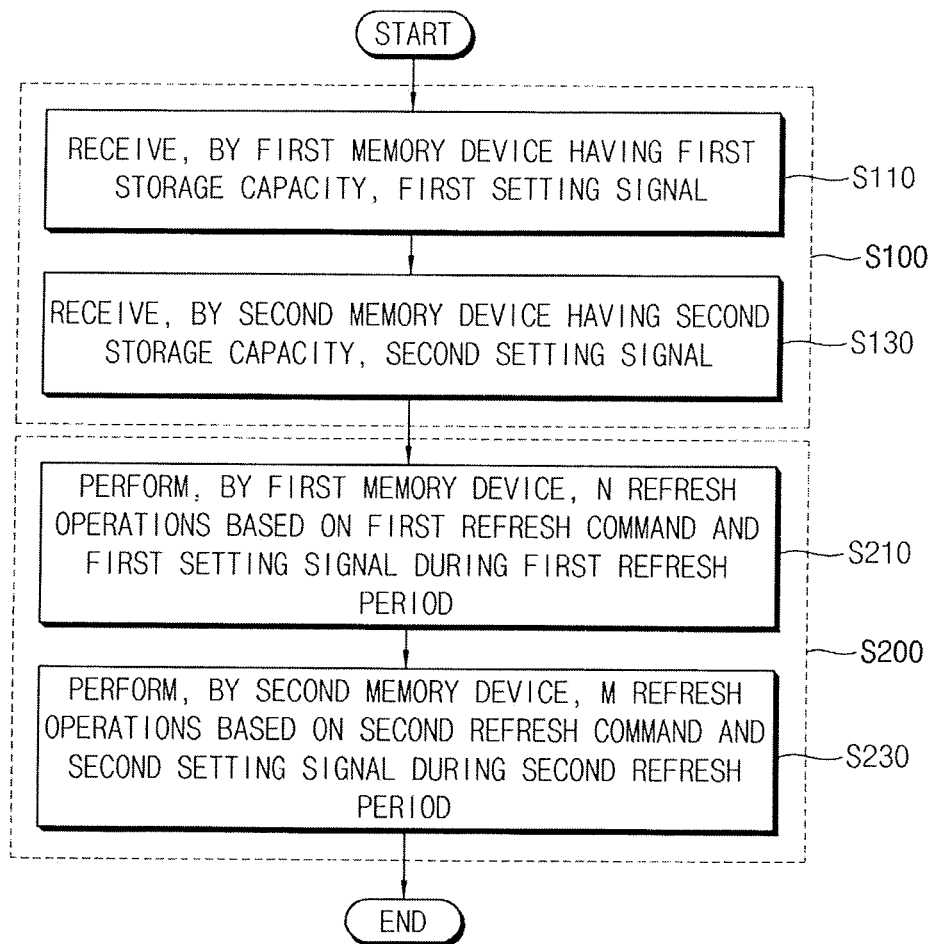 START
RECEIVE, BY FIRST MEMORY DEVICE HAVING FIRST
STORAGE CAPACITY, FIRST SETTING SIGNAL
S110
S100
RECEIVE, BY SECOND MEMORY DEVICE HAVING SECOND
STORAGE CAPACITY, SECOND SETTING SIGNAL
S130
PERFORM, BY FIRST MEMORY DEVICE, N REFRESH
OPERATIONS BASED ON FIRST REFRESH COMMAND AND
FIRST SETTING SIGNAL DURING FIRST REFRESH
PERIOD
S210
S200
PERFORM, BY SECOND MEMORY DEVICE, M REFRESH
OPERATIONS BASED ON SECOND REFRESH COMMAND AND
SECOND SETTING SIGNAL DURING SECOND REFRESH
PERIOD
S230
END